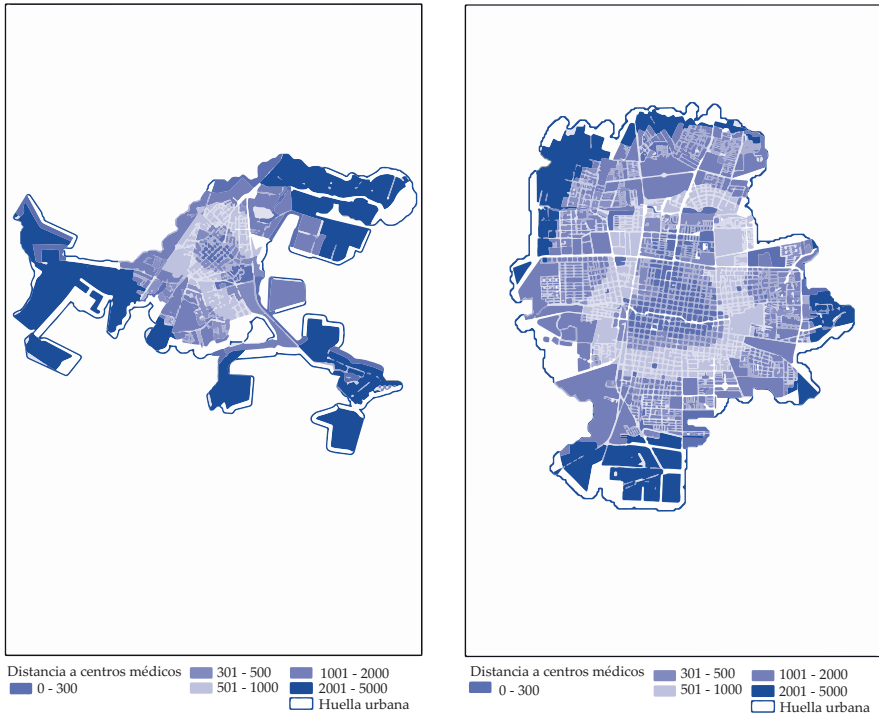 Distancia a centros médicos
0 - 300
301 - 500
501 - 1000
1001 - 2000
2001 - 5000
Huella urbana
Distancia a centros médicos
0 - 300
301 - 500
501 - 1000
1001 - 2000
2001 - 5000
Huella urbana